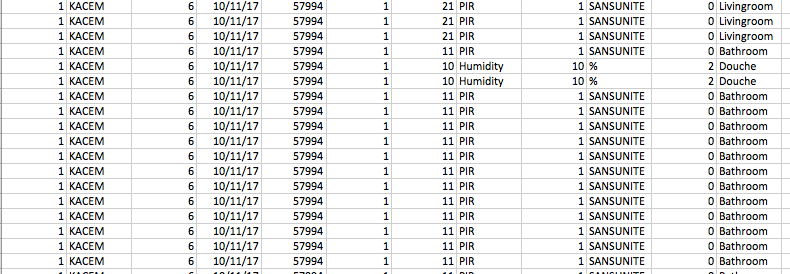 1 KACEM 6 10/11/17 57994 1 21 PIR 1 SANSUNITE 0 Livingroom
1 KACEM 6 10/11/17 57994 1 21 PIR 1 SANSUNITE 0 Livingroom
1 KACEM 6 10/11/17 57994 1 21 PIR 1 SANSUNITE 0 Livingroom
1 KACEM 6 10/11/17 57994 1 11 PIR 1 SANSUNITE 0 Bathroom
1 KACEM 6 10/11/17 57994 1 10 Humidity 10 % 2 Douche
1 KACEM 6 10/11/17 57994 1 10 Humidity 10 % 2 Douche
1 KACEM 6 10/11/17 57994 1 11 PIR 1 SANSUNITE 0 Bathroom
1 KACEM 6 10/11/17 57994 1 11 PIR 1 SANSUNITE 0 Bathroom
1 KACEM 6 10/11/17 57994 1 11 PIR 1 SANSUNITE 0 Bathroom
1 KACEM 6 10/11/17 57994 1 11 PIR 1 SANSUNITE 0 Bathroom
1 KACEM 6 10/11/17 57994 1 11 PIR 1 SANSUNITE 0 Bathroom
1 KACEM 6 10/11/17 57994 1 11 PIR 1 SANSUNITE 0 Bathroom
1 KACEM 6 10/11/17 57994 1 11 PIR 1 SANSUNITE 0 Bathroom
1 KACEM 6 10/11/17 57994 1 11 PIR 1 SANSUNITE 0 Bathroom
1 KACEM 6 10/11/17 57994 1 11 PIR 1 SANSUNITE 0 Bathroom
1 KACEM 6 10/11/17 57994 1 11 PIR 1 SANSUNITE 0 Bathroom
1 KACEM 6 10/11/17 57994 1 11 PIR 1 SANSUNITE 0 Bathroom
1 KACEM 6 10/11/17 57994 1 11 PIR 1 SANSUNITE 0 Bathroom